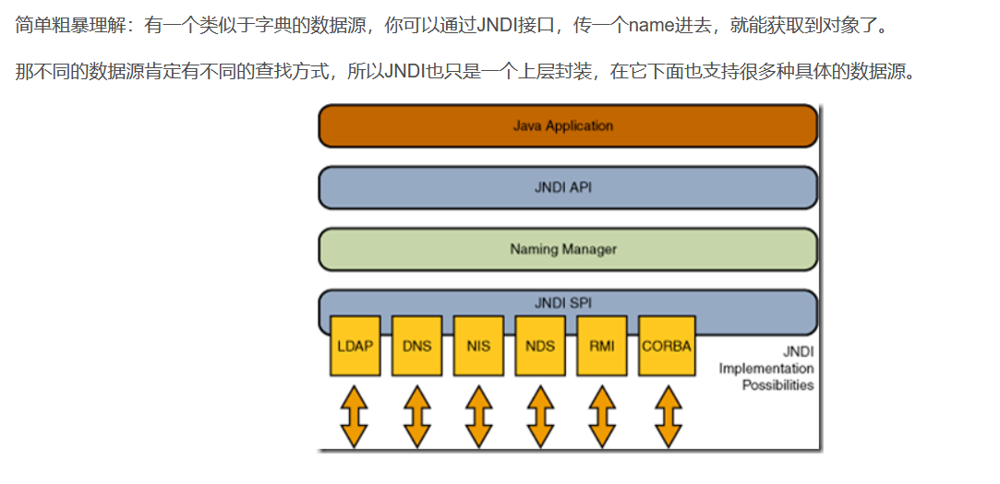 简单粗暴理解：有一个类似于字典的数据源，你可以通过JNDI接口，传一个name进去，就能获取到对象了。
那不同的数据源肯定有不同的查找方式，所以JNDI也只是一个上层封装，在它下面也支持很多种具体的数据源。
Java Application
JNDI API
Naming Manager
JNDI SPI
LDAP DNS NIS NDS RMI CORBA
JNDI
Implementation
Possibilities